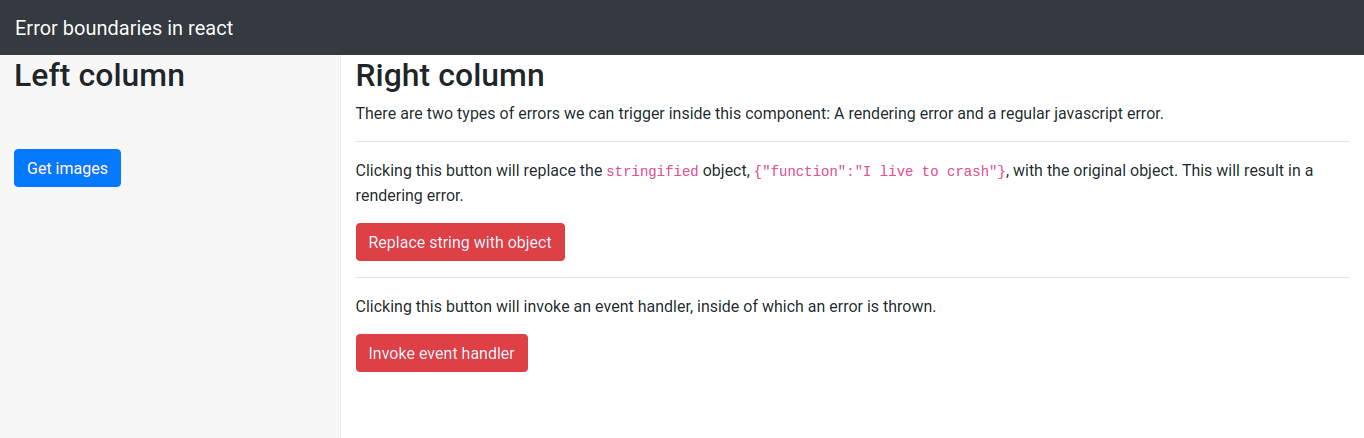 Error boundaries in react
Left column
Get images
Right column
There are two types of errors we can trigger inside this component: A rendering error and a regular javascript error.
Clicking this button will replace the stringified object, {"function":"I live to crash"}, with the original object. This will result in a
rendering error.
Replace string with object
Clicking this button will invoke an event handler, inside of which an error is thrown.
Invoke event handler